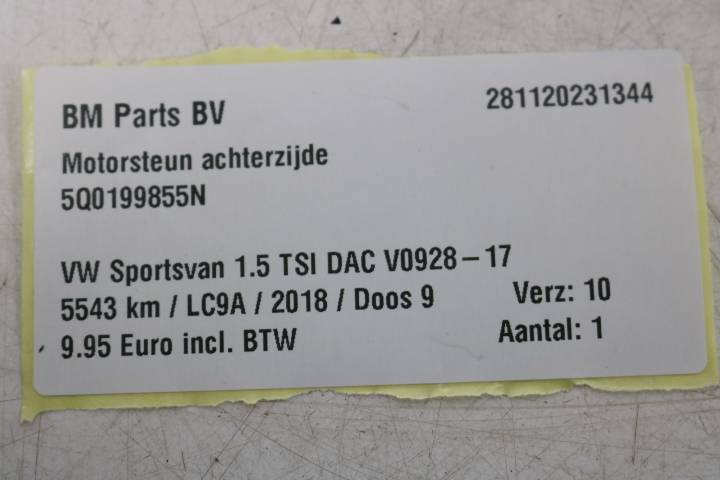 BM Parts BV 281120231344
Motorsteun achterzijde
5Q0199855N
VW Sportsvan 1.5 TSI DAC V0928-17
5543 km / LC9A / 2018 / Doos 9 Verz: 10
9.95 Euro incl. BTW Aantal: 1